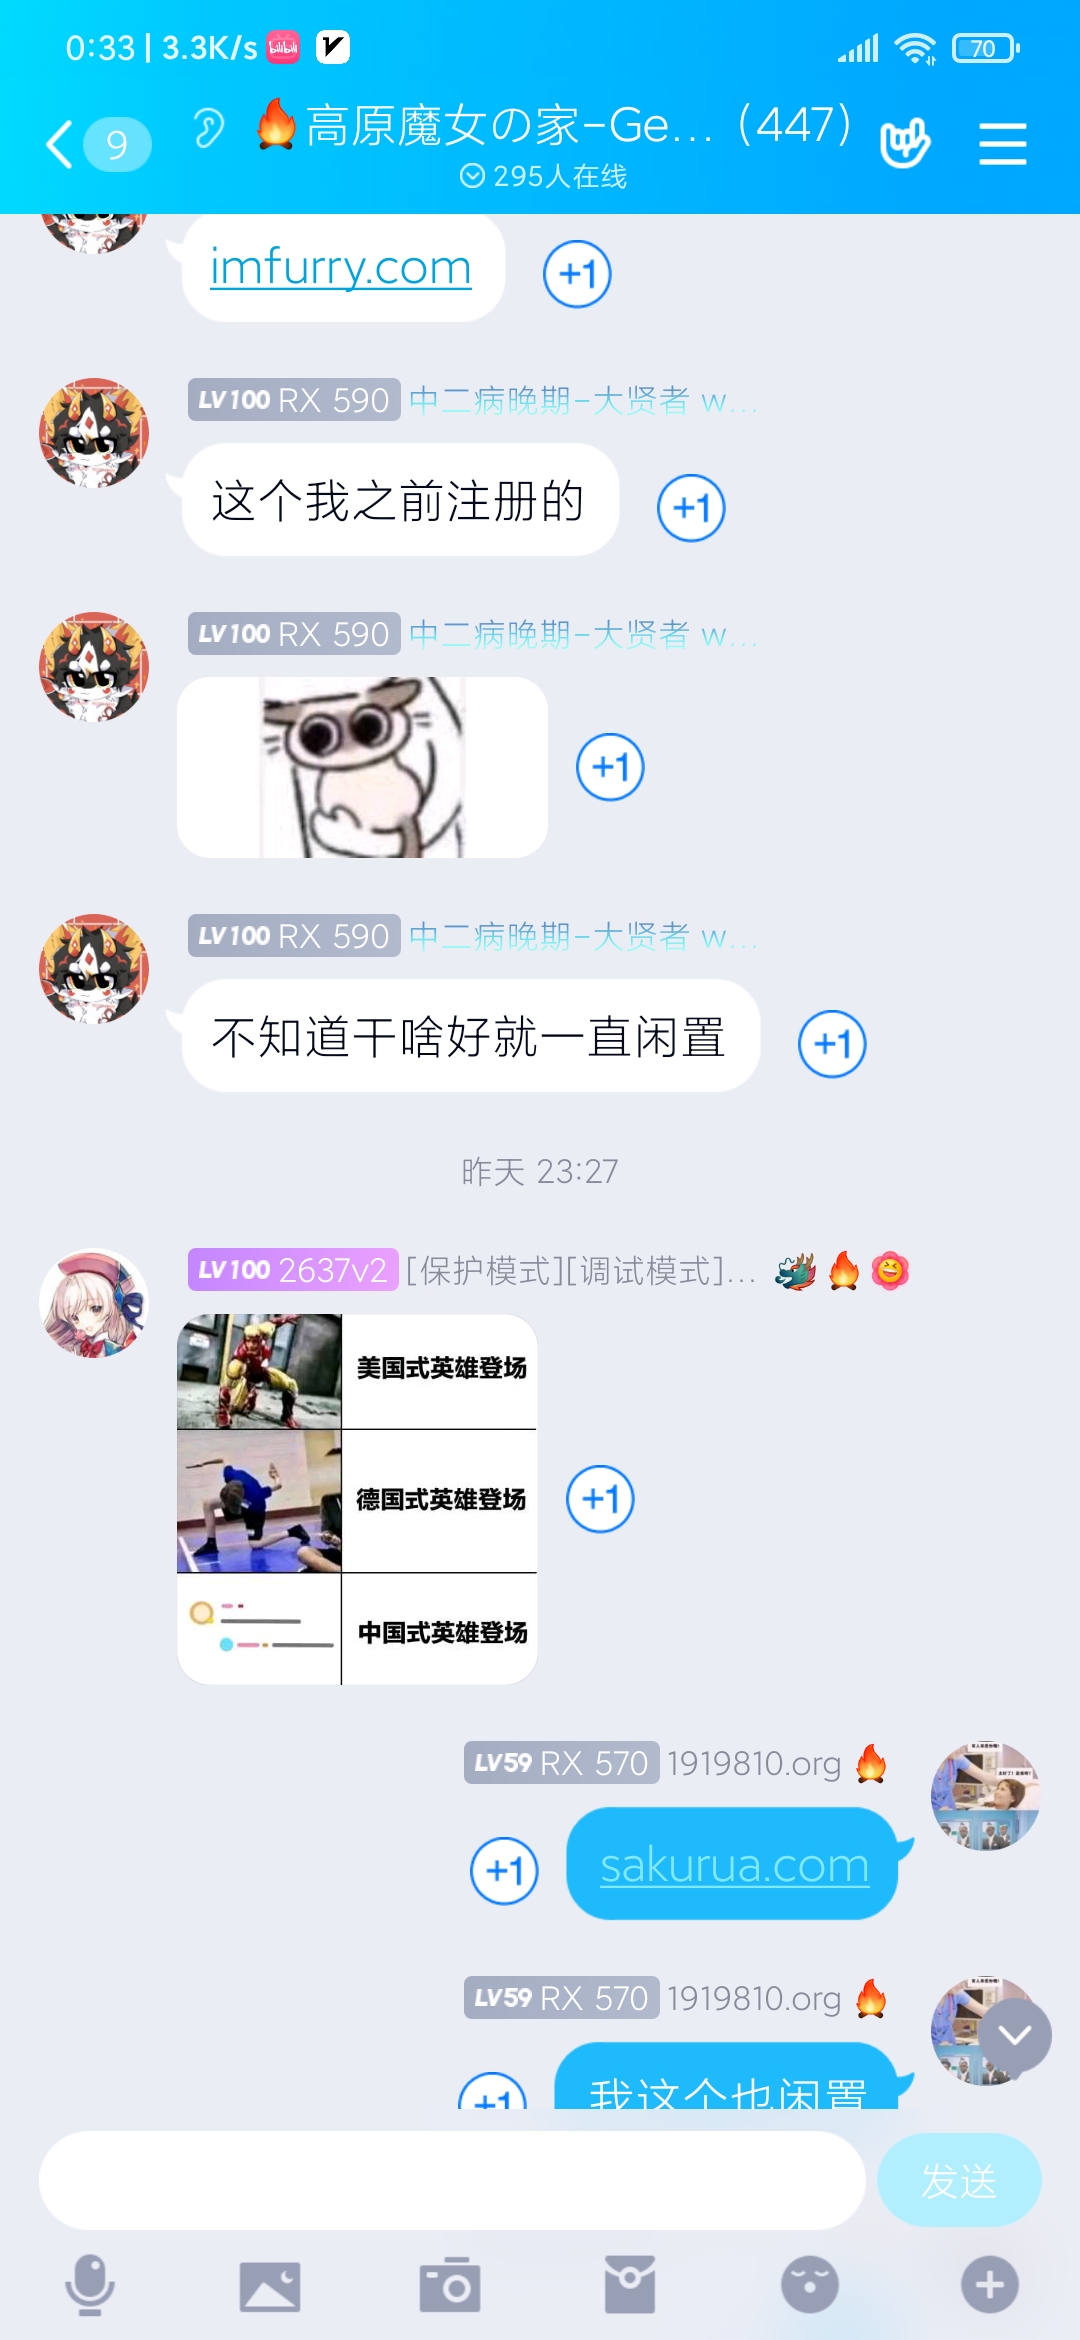 0:33 | 3.3K/s
bilibili
70
9
高原魔女の家-Ge... (447)
295人在线
imfurry.com
+1
LV100 RX 590 中二病晚期-大贤者 w...
这个我之前注册的
+1
LV100 RX 590 中二病晚期-大贤者 w...
+1
LV100 RX 590 中二病晚期-大贤者 w...
不知道干啥好就一直闲置
+1
昨天 23:27
LV100 2637v2 [保护模式][调试模式]...
美国式英雄登场
德国式英雄登场
+1
中国式英雄登场
LV59 RX 570 1919810.org
+1
sakurua.com
LV59 RX 570 1919810.org
+1
我这个也闲置
发送